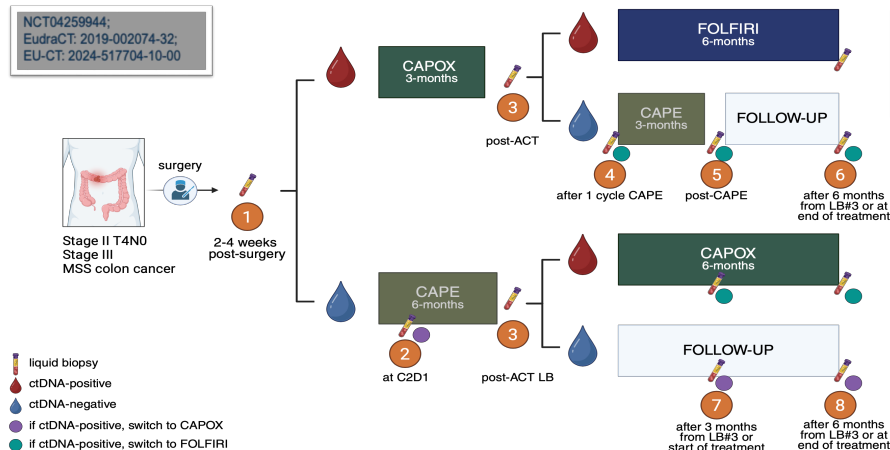 NCT04259944;
EudraCT: 2019-002074-32;
EU-CT: 2024-517704-10-00
surgery
Stage II T4N0
Stage III
MSS colon cancer
1
2-4 weeks
post-surgery
CAPOX
3-months
3
post-ACT
FOLFIRI
6-months
CAPE
3-months
FOLLOW-UP
4
after 1 cycle CAPE
5
post-CAPE
6
after 6 months
from LB#3 or at
end of treatment
CAPE
6-months
2
at C2D1
3
post-ACT LB
CAPOX
6-months
FOLLOW-UP
7
after 3 months
from LB#3 or
start of treatment
8
after 6 months
from LB#3 or at
end of treatment
liquid biopsy
ctDNA-positive
ctDNA-negative
if ctDNA-positive, switch to CAPOX
if ctDNA-positive, switch to FOLFIRI